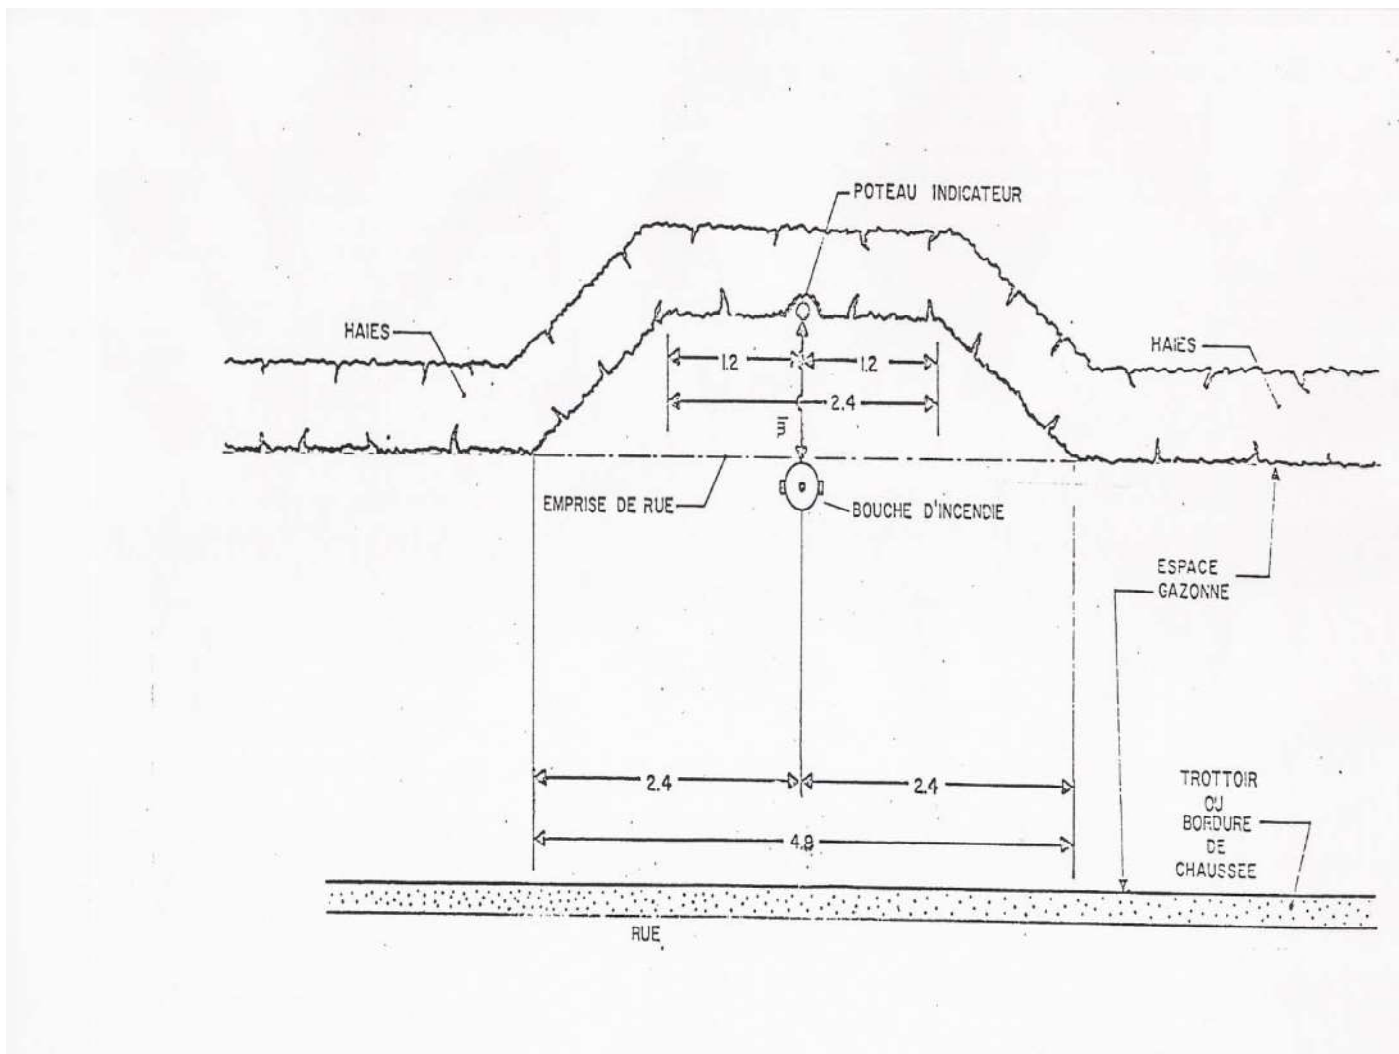 POTEAU INDICATEUR
HAIES
HAIES
1.2
1.2
2.4
EMPRISE DE RUE
BOUCHE D'INCENDIE
ESPACE
GAZONNE
2.4
2.4
TROTTOIR
OU
BORDURE
DE
CHAUSSEE
4.8
RUE